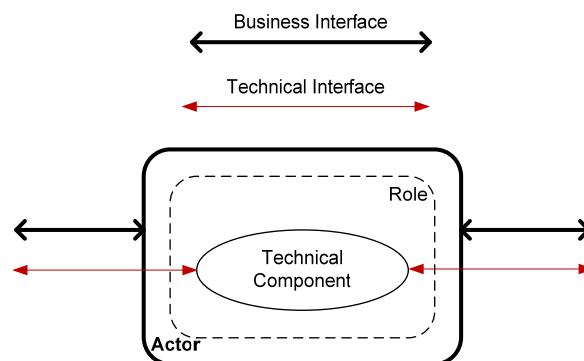 Business Interface
Technical Interface
Role
Technical
Component
Actor